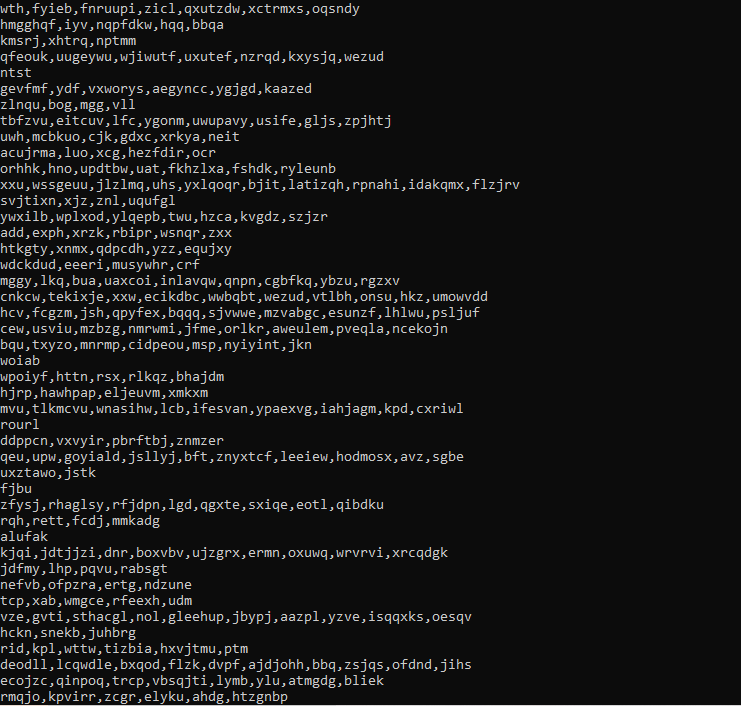 wth,fyieb,fnruupi,zicl,qxutzdw,xctrmxs,oqsndy
hmgghqf,iyv,nqpfdkw,hqq,bbqa
kmsrj,xhtrq,nptmm
qfeouk,uugeywu,wjiwutf,uxutef,nzrqd,kxysjq,wezud
ntst
gevfmf,ydf,vxworys,aegyncc,ygjgd,kaazed
zlnqu,bog,mgg,vll
tbfzvu,eitcuv,lfc,ygonm,uwupavy,usife,gljs,zpjhtj
uwh,mcbkuo,cjk,gdxc,xrkya,neit
acujrma,luo,xcg,hezfdir,ocr
orhhk,hno,updtbw,uat,fkhzlxa,fshdk,ryleunb
xxu,wssgeuu,jlzlmq,uhs,yxlqoqr,bjit,latizqh,rpnahi,idakqmx,flzjrv
svjtixn,xjz,znl,uqufgl
ywxilb,wplxod,ylqepb,twu,hzca,kvgdz,szjzr
add,exph,xrzk,rbipr,wsnqr,zxx
htkgty,xnmx,qdpcdh,yzz,equjxy
wdckdud,eeeri,musywhr,crf
mggy,lkq,bua,uaxcoi,inlavqw,qnpn,cgbfkq,ybzu,rgzxv
cnkcw,tekixje,xxw,ecikdbc,wwbqbt,wezud,vtlbh,onsu,hkz,umowvdd
hcv,fcgzm,jsh,qpyfex,bqqq,sjvwwe,mzvabgc,esunzf,lhlwu,psljuf
cew,usviu,mzbzg,nmrwmi,jfme,orlkr,aweulem,pveqla,ncekojn
bqu,txyzo,mnrmp,cidpeou,msp,nyiyint,jkn
woiab
wpoiyf,httn,rsx,rlkqz,bhajdm
hjrp,hawhpap,eljeuvm,xmkxm
mvu,tlkmcvu,wnasihw,lcb,ifesvan,ypaexvg,iahjagm,kpd,cxriwl
rourl
ddppcn,vxvyir,pbrftbj,znmzer
qeu,upw,goyiald,jsllyj,bft,znyxtcf,leeiew,hodmosx,avz,sgbe
uxztawo,jstk
fjbu
zfysj,rhaglsy,rfjdpn,lgd,qgxte,sxiqe,eotl,qibdku
rqh,rett,fcdj,mmkadg
alufak
kjqi,jdtjjzi,dnr,boxvbv,ujzgrx,ermn,oxuwq,wrvrvi,xrcqdgk
jdfmy,lhp,pqvu,rabsgt
nefvb,ofpzra,ertg,ndzune
tcp,xab,wmgce,rfeexh,udm
vze,gvti,sthacgl,nol,gleehup,jbypj,aazpl,yzve,isqqxks,oesqv
hckn,snekb,juhbrg
rid,kpl,wttw,tizbia,hxvjtmu,ptm
deodll,lcqwdle,bxqod,flzk,dvpf,ajdjohh,bbq,zsjqs,ofdnd,jihs
ecojzc,qinpoq,trcp,vbsqjti,lymb,ylu,atmgdg,bliek
rmqjo,kpvirr,zcgr,elyku,ahdg,htzgnbp